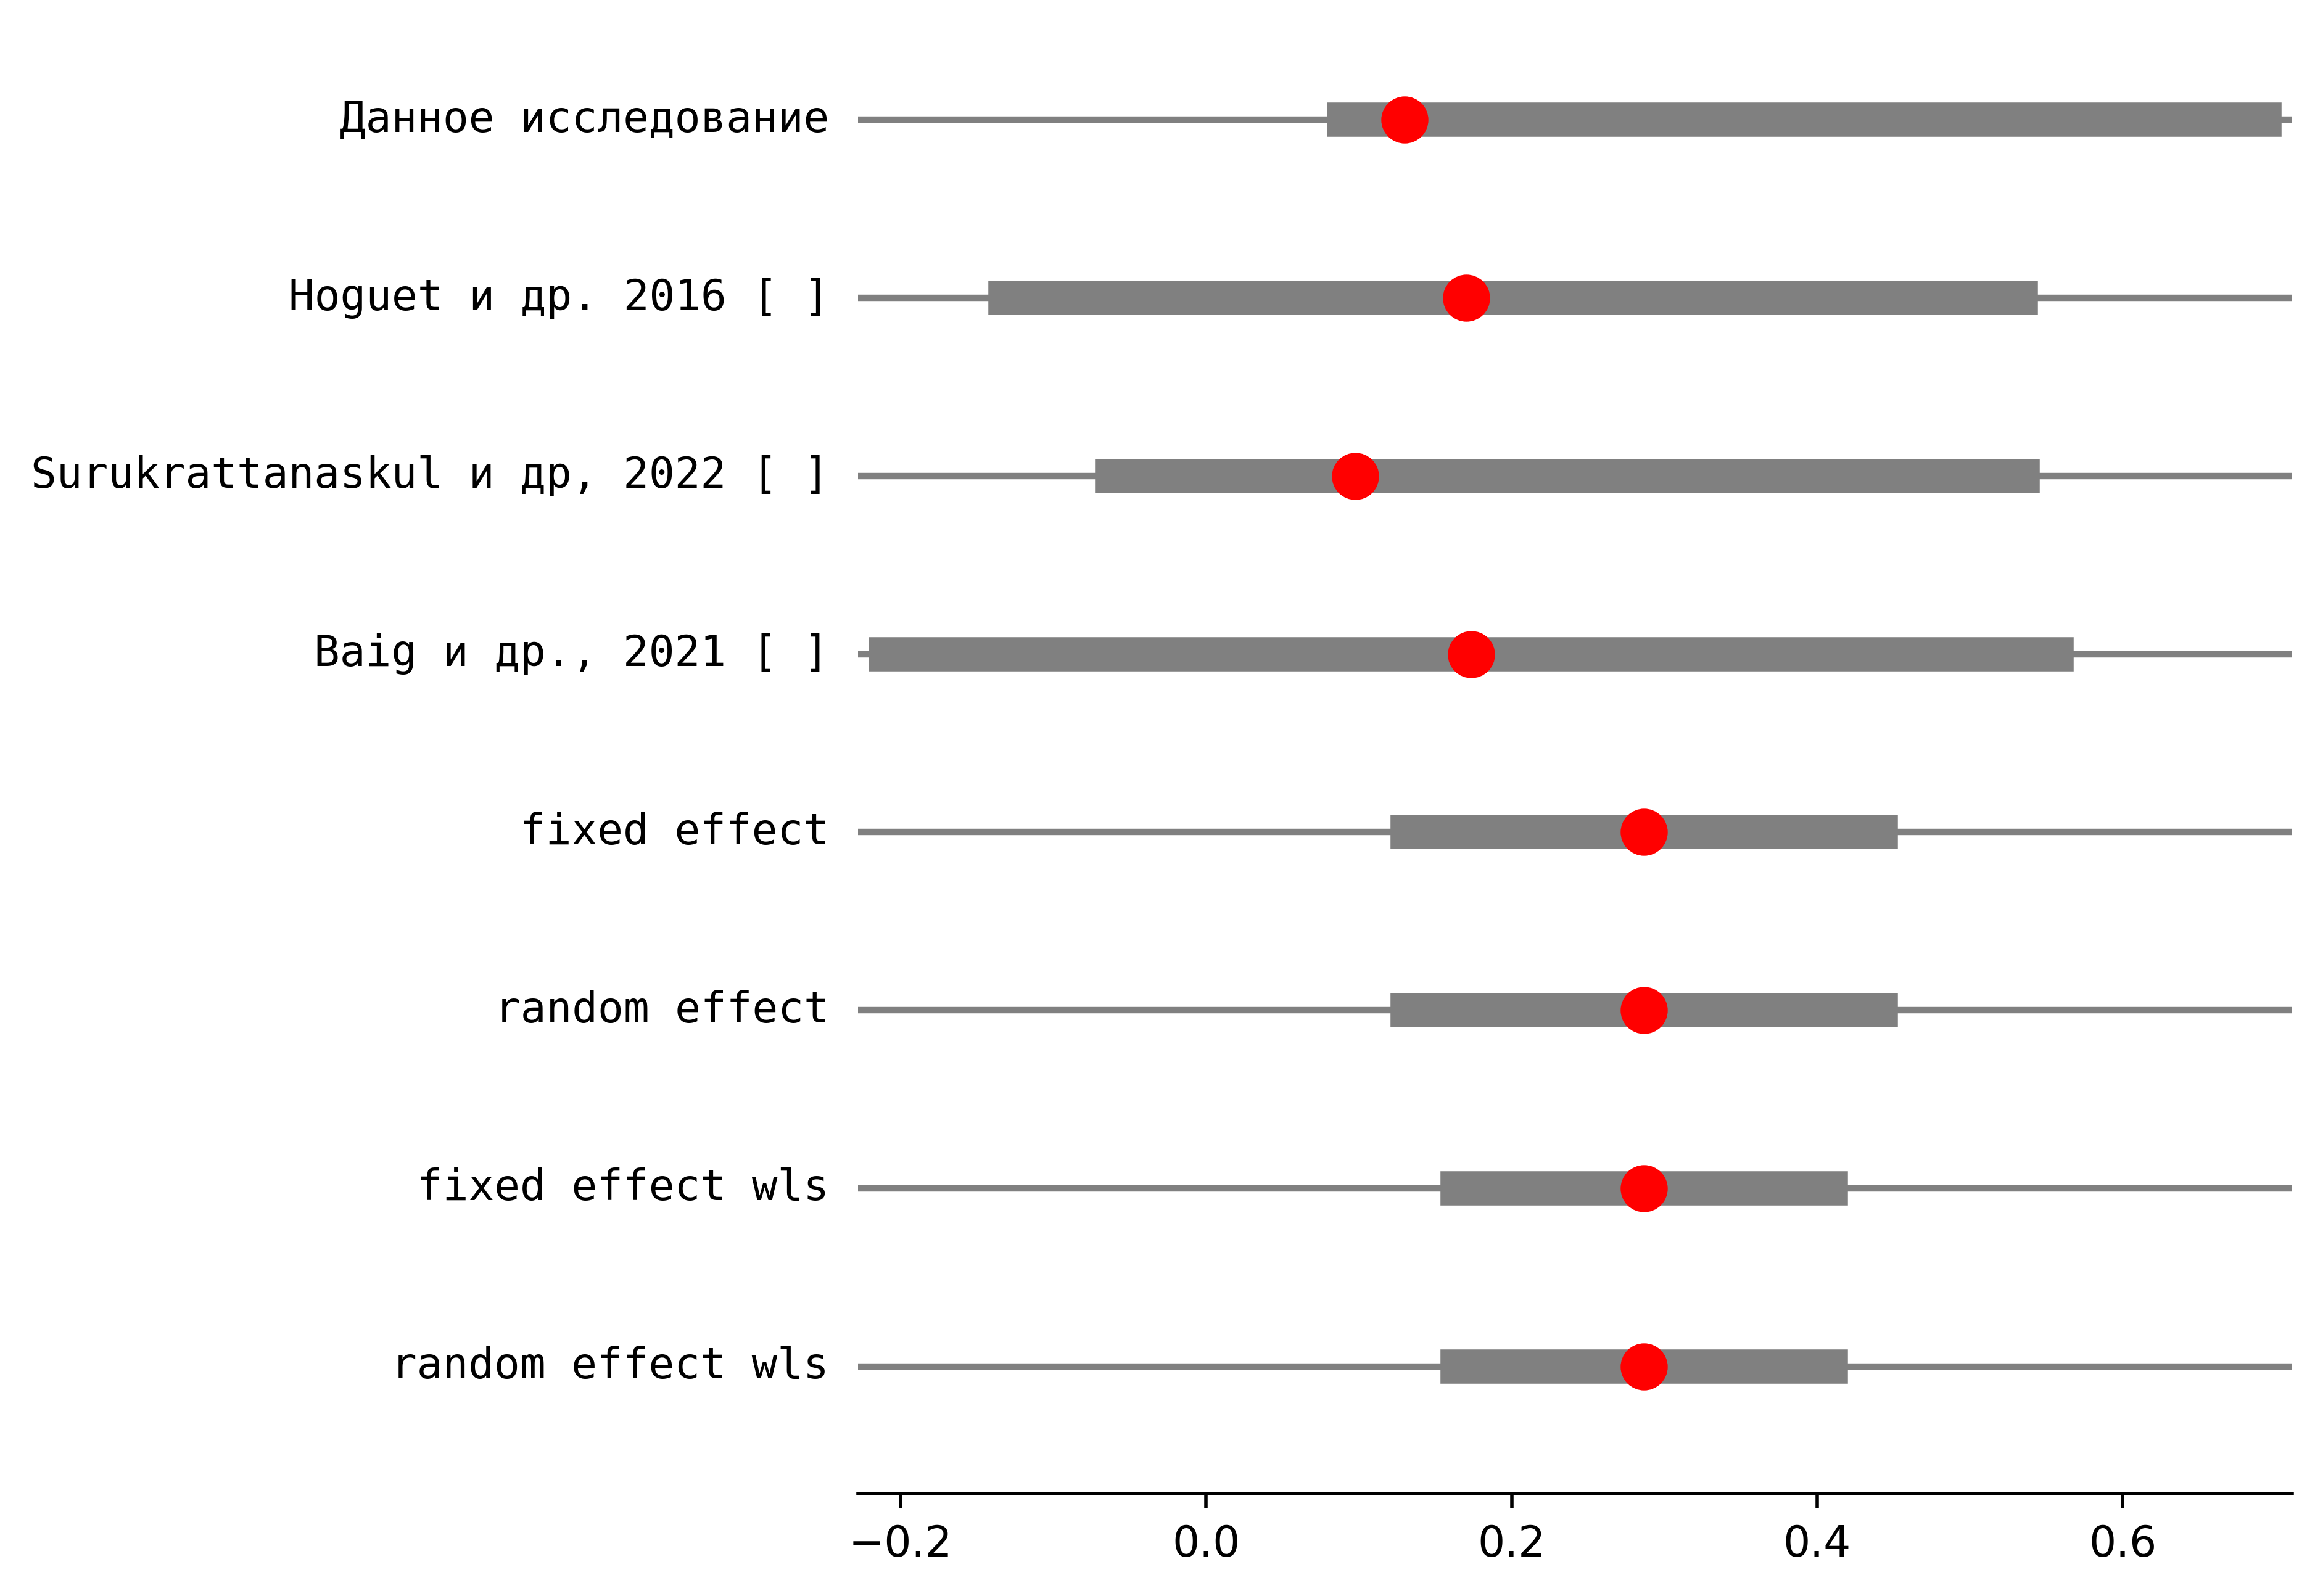 Данное исследование
Hoguet и др. 2016 [ ]
Surukrattanaskul и др, 2022 [ ]
Baig и др., 2021 [ ]
fixed effect
random effect
fixed effect wls
random effect wls
−0.2 0.0 0.2 0.4 0.6